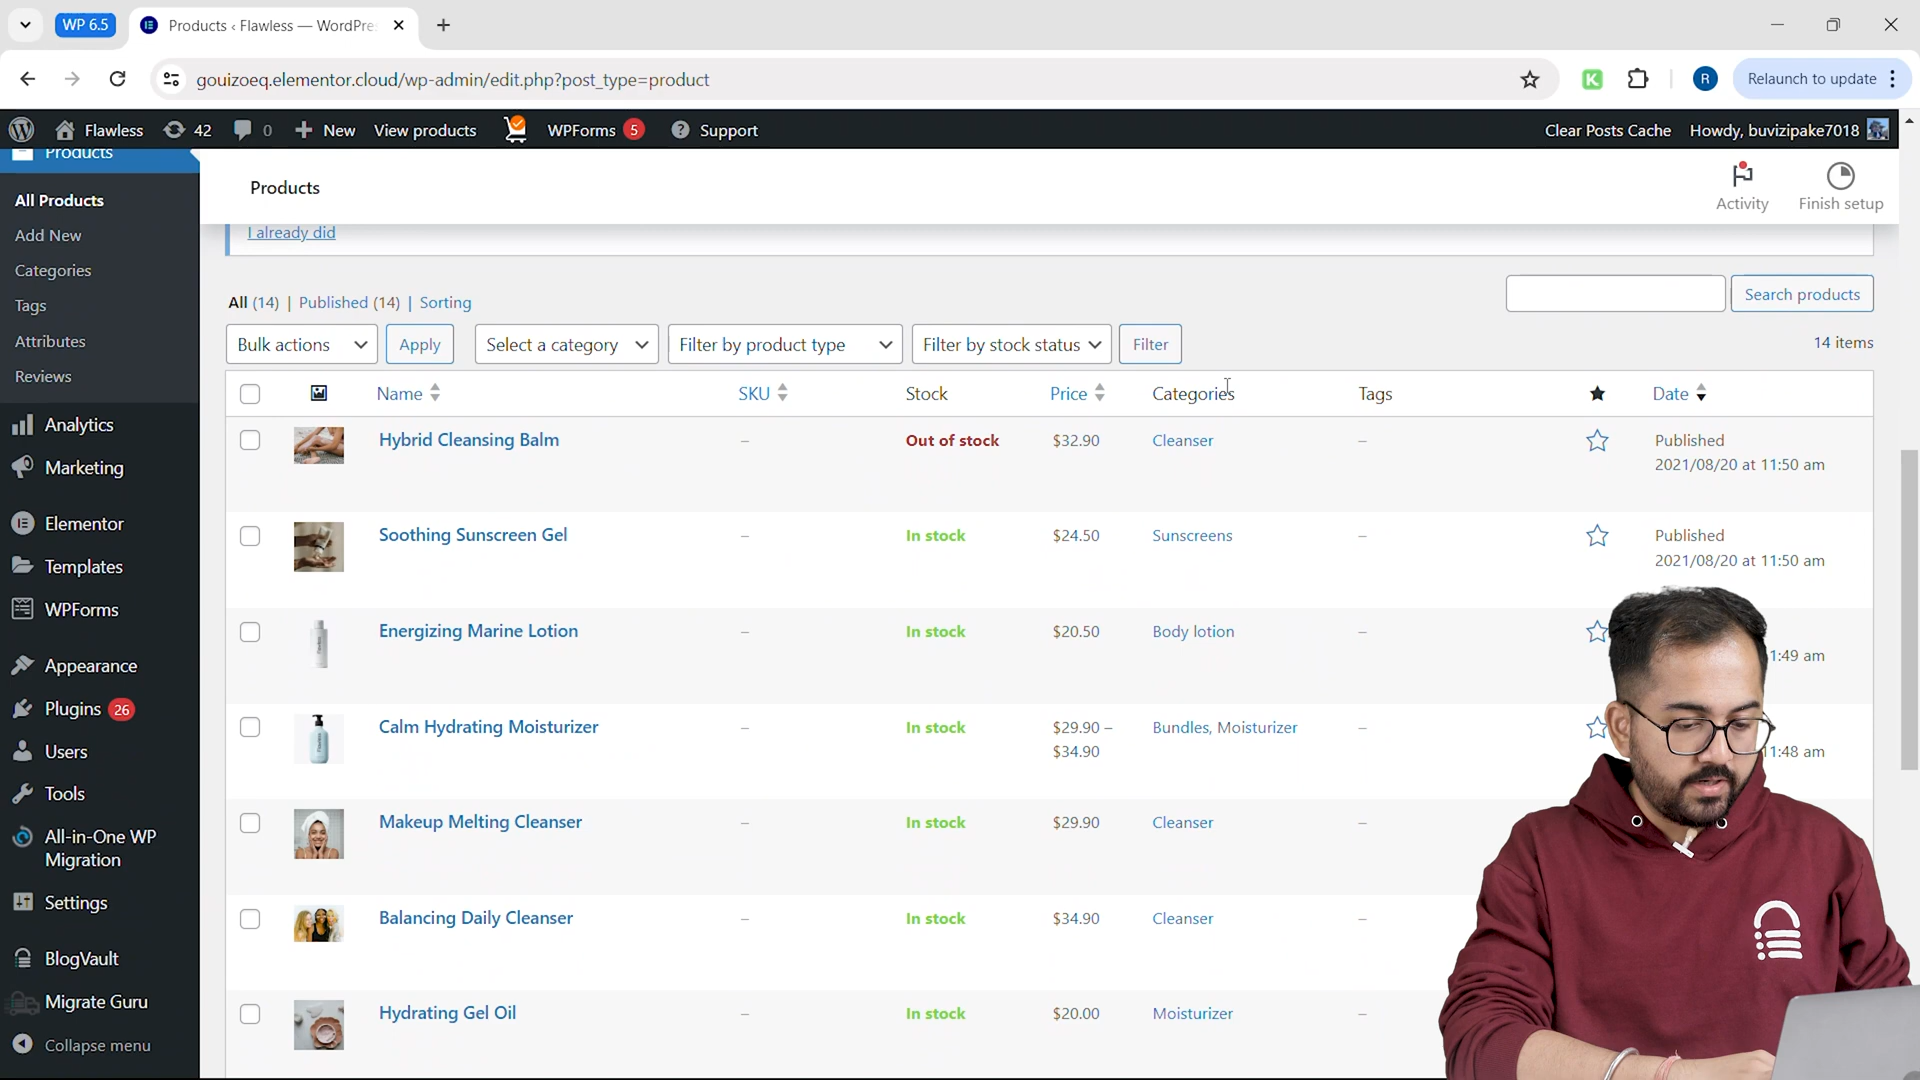 WP 6.5
Products ‹ Flawless — WordPre
gouizoeq.elementor.cloud/wp-admin/edit.php?post_type=product
R
Relaunch to update
Flawless 42 0 New View products WPForms 5 Support Clear Posts Cache Howdy, buvizipake7018
Products
All Products
Add New
Categories
Tags
Attributes
Reviews
Analytics
Marketing
Elementor
Templates
WPForms
Appearance
Plugins 26
Users
Tools
All-in-One WP
Migration
Settings
BlogVault
Migrate Guru
Collapse menu
Products
Activity
Finish setup
I already did
All (14) | Published (14) | Sorting
Search products
Bulk actions Apply Select a category Filter by product type Filter by stock status Filter
14 items
Name SKU Stock Price Categories Tags Date
Hybrid Cleansing Balm – Out of stock $32.90 Cleanser – Published
2021/08/20 at 11:50 am
Soothing Sunscreen Gel – In stock $24.50 Sunscreens – Published
2021/08/20 at 11:50 am
Energizing Marine Lotion – In stock $20.50 Body lotion –
1:49 am
Calm Hydrating Moisturizer – In stock $29.90 – Bundles, Moisturizer –
$34.90
11:48 am
Makeup Melting Cleanser – In stock $29.90 Cleanser –
Balancing Daily Cleanser – In stock $34.90 Cleanser –
Hydrating Gel Oil – In stock $20.00 Moisturizer –